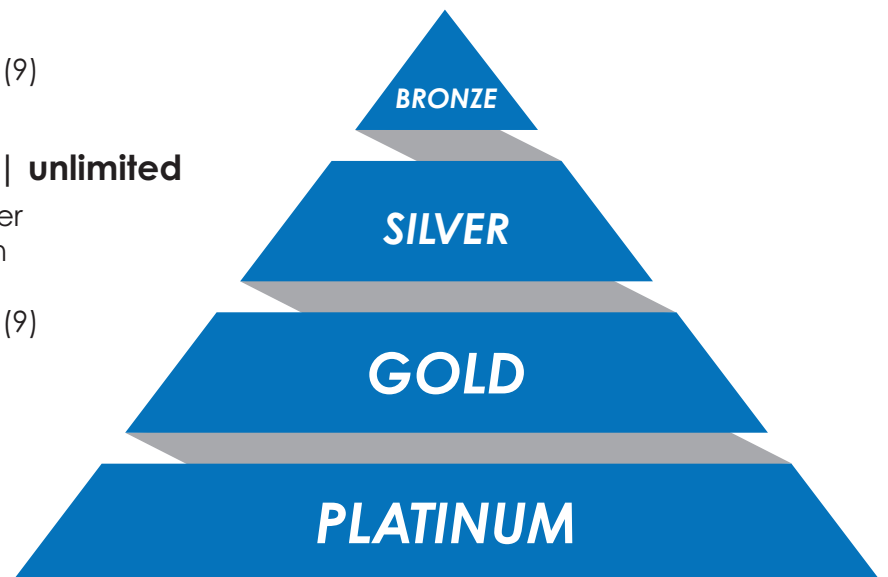 (9)
BRONZE
| unlimited
er
SILVER
n
(9)
GOLD
PLATINUM